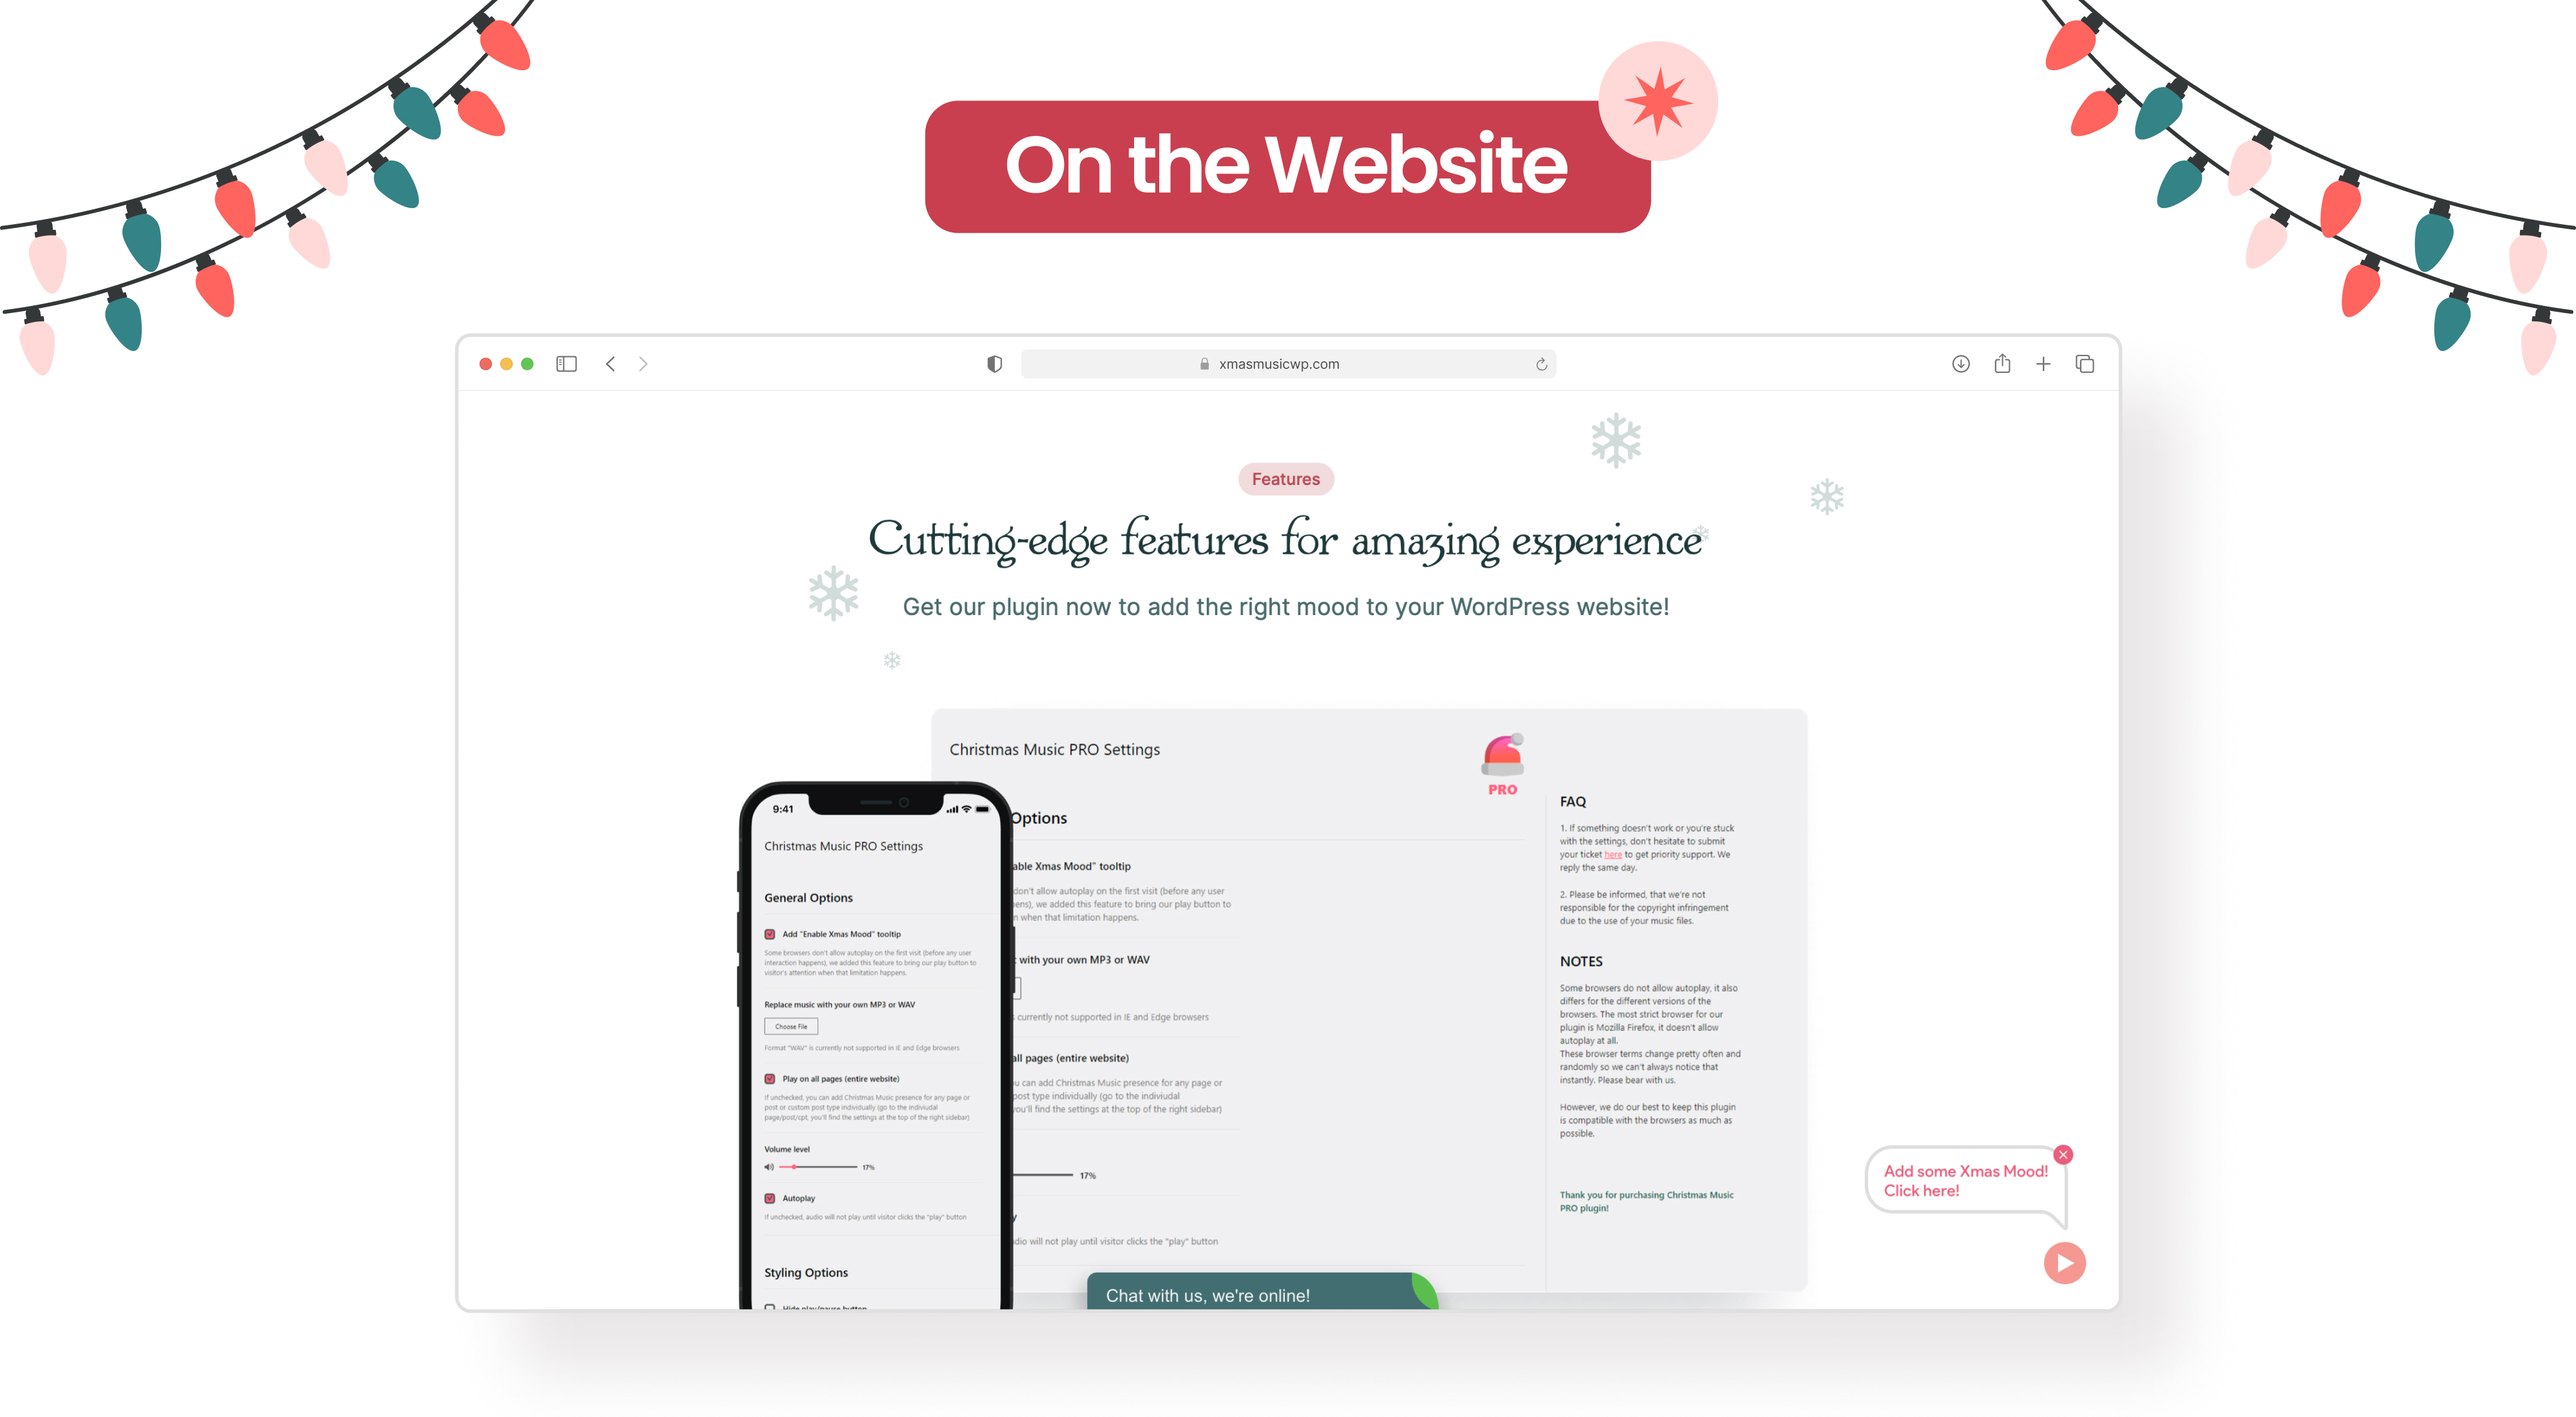 On the Website
xmasmusicwp.com
Features
Cutting-edge features for amazing experience
Get our plugin now to add the right mood to your WordPress website!
Christmas Music PRO Settings
PRO
Options
able Xmas Mood" tooltip
don't allow autoplay on the first visit (before any user
ens), we added this feature to bring our play button to
n when that limitation happens.
with your own MP3 or WAV
currently not supported in IE and Edge browsers
all pages (entire website)
u can add Christmas Music presence for any page or
post type individually (go to the indiviudal
you'll find the settings at the top of the right sidebar)
17%
y
dio will not play until visitor clicks the "play" button
FAQ
1. If something doesn't work or you're stuck
with the settings, don't hesitate to submit
your ticket here to get priority support. We
reply the same day.
2. Please be informed, that we're not
responsible for the copyright infringement
due to the use of your music files.
NOTES
Some browsers do not allow autoplay, it also
differs for the different versions of the
browsers. The most strict browser for our
plugin is Mozilla Firefox, it doesn't allow
autoplay at all.
These browser terms change pretty often and
randomly so we can't always notice that
instantly. Please bear with us.
However, we do our best to keep this plugin
is compatible with the browsers as much as
possible.
Thank you for purchasing Christmas Music
PRO plugin!
9:41
Christmas Music PRO Settings
General Options
Add "Enable Xmas Mood" tooltip
Some browsers don't allow autoplay on the first visit (before any user
interaction happens), we added this feature to bring our play button to
visitor's attention when that limitation happens.
Replace music with your own MP3 or WAV
Choose File
Format "WAV" is currently not supported in IE and Edge browsers
Play on all pages (entire website)
If unchecked, you can add Christmas Music presence for any page or
post or custom post type individually (go to the indiviudal
page/post/cpt, you'll find the settings at the top of the right sidebar)
Volume level
17%
Autoplay
If unchecked, audio will not play until visitor clicks the "play" button
Styling Options
Hide play/pause button
Add some Xmas Mood!
Click here!
Chat with us, we're online!